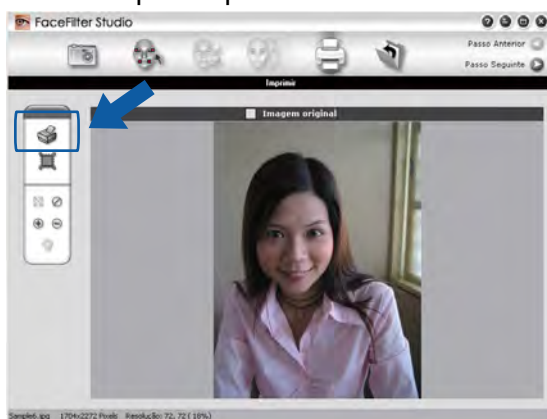 FaceFilter Studio
Passo Anterior
Passo Seguinte
Imprimir
Imagem original
Sample6.jpg 1704x2272 Pixels Resolução: 72, 72 ( 18%)